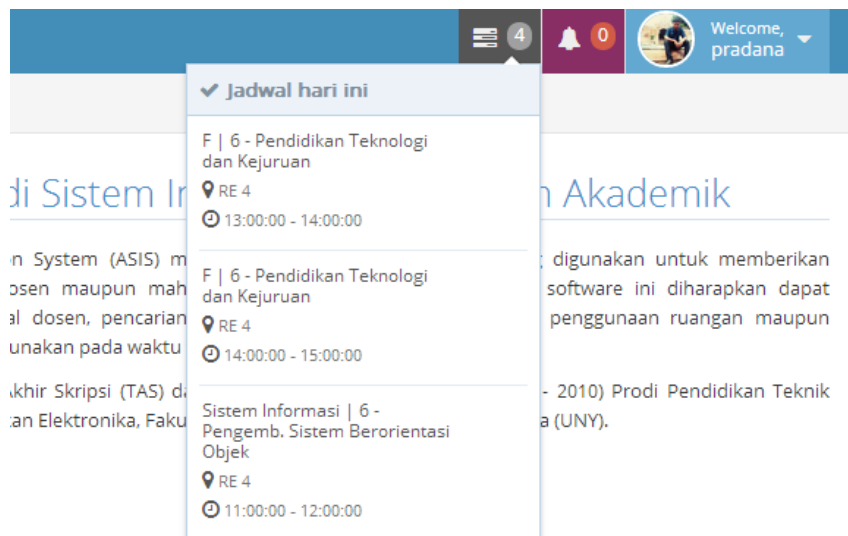 4
0
Welcome,
pradana
Jadwal hari ini
F | 6 - Pendidikan Teknologi
dan Kejuruan
RE 4
13:00:00 - 14:00:00
F | 6 - Pendidikan Teknologi
dan Kejuruan
RE 4
14:00:00 - 15:00:00
Sistem Informasi | 6 -
Pengemb. Sistem Berorientasi
Objek
RE 4
11:00:00 - 12:00:00
di Sistem In
n Akademik
on System (ASIS) m
digunakan untuk memberikan
osen maupun mah
software ini diharapkan dapat
al dosen, pencarian
penggunaan ruangan maupun
unakan pada waktu
khir Skripsi (TAS) da
- 2010) Prodi Pendidikan Teknik
an Elektronika, Faku
a (UNY).